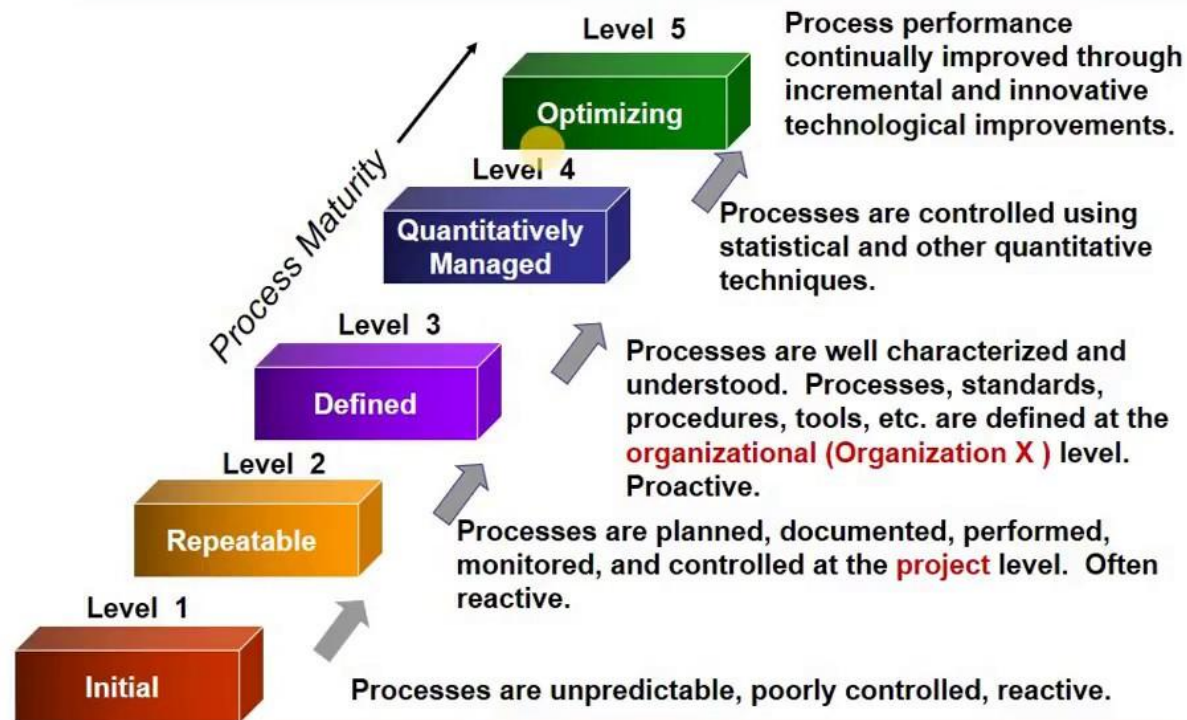 Level 5
Optimizing
Process performance
continually improved through
incremental and innovative
technological improvements.
Process Maturity
Level 4
Quantitatively
Managed
Processes are controlled using
statistical and other quantitative
techniques.
Level 3
Defined
Processes are well characterized and
understood. Processes, standards,
procedures, tools, etc. are defined at the
organizational (Organization X ) level.
Proactive.
Level 2
Repeatable
Processes are planned, documented, performed,
monitored, and controlled at the project level. Often
reactive.
Level 1
Initial
Processes are unpredictable, poorly controlled, reactive.